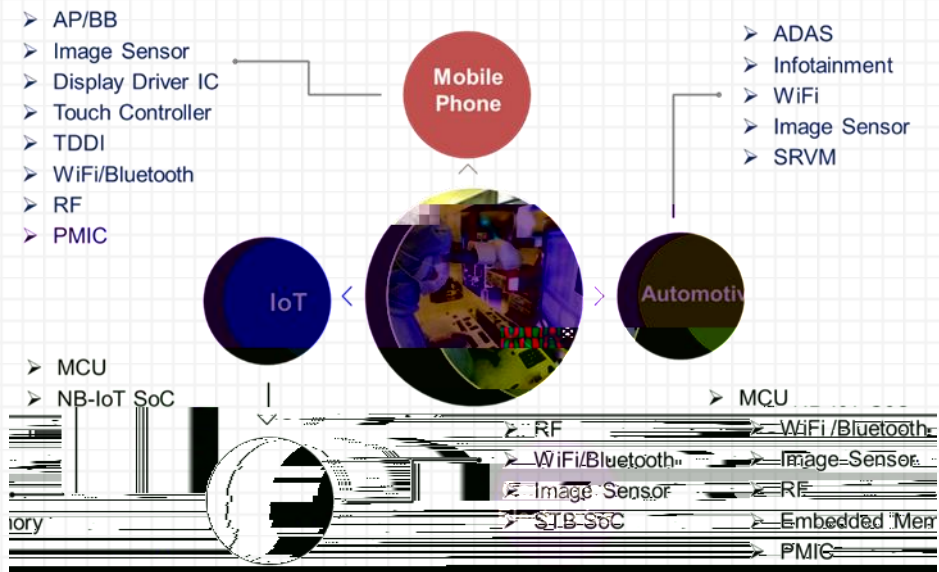 AP/BB
Image Sensor
Display Driver IC
Touch Controller
TDDI
WiFi/Bluetooth
RF
PMIC
Mobile
Phone
ADAS
Infotainment
WiFi
Image Sensor
SRVM
IoT
Automotiv
MCU
NB-IoT SoC
RF
WiFi/Bluetooth
Image Sensor
STB SoC
MCU
WiFi /Bluetooth
Image Sensor
RF
Embedded Mem
PMIC
ory